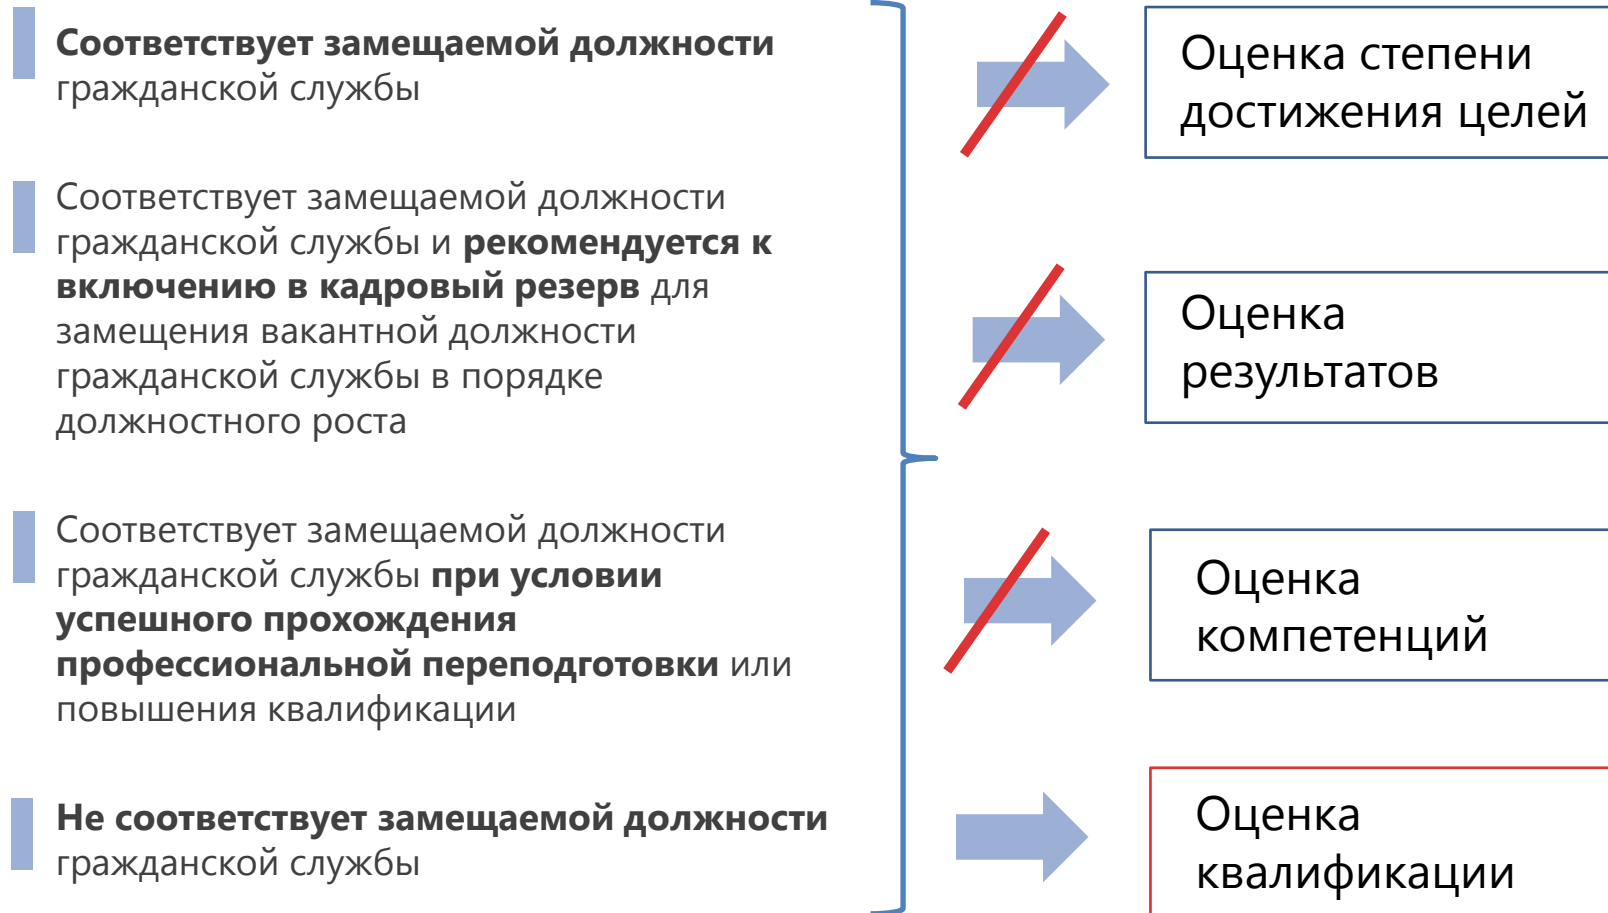 Соответствует замещаемой должности
гражданской службы
Соответствует замещаемой должности
гражданской службы и рекомендуется к
включению в кадровый резерв для
замещения вакантной должности
гражданской службы в порядке
должностного роста
Соответствует замещаемой должности
гражданской службы при условии
успешного прохождения
профессиональной переподготовки или
повышения квалификации
Не соответствует замещаемой должности
гражданской службы
Оценка степени
достижения целей
Оценка
результатов
Оценка
компетенций
Оценка
квалификации